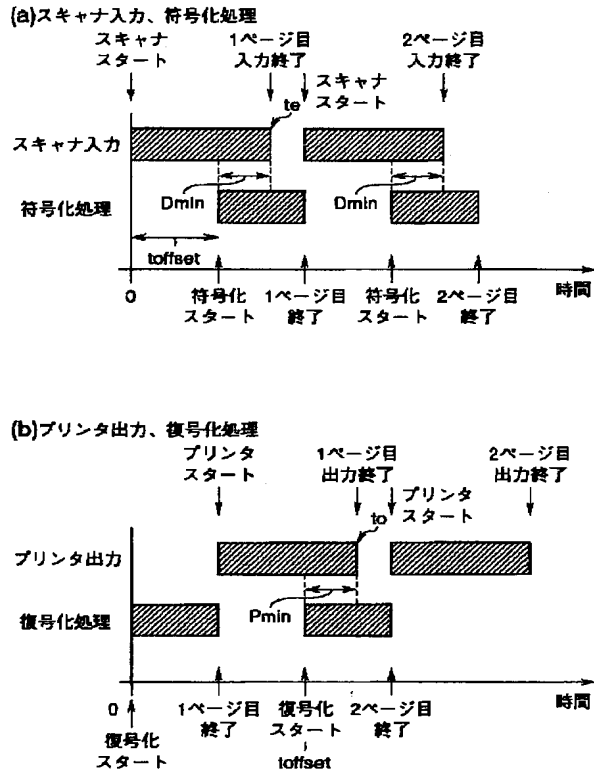 (a)スキャナ入力、符号化処理
スキャナ
スタート
1ページ目
入力終了
スキャナ
スタート
2ページ目
入力終了
te
スキャナ入力
Dmin
Dmin
符号化処理
toffset
0
符号化
スタート
1ページ目
終了
符号化
スタート
2ページ目
終了
時間
(b)プリンタ出力、復号化処理
プリンタ
スタート
1ページ目
出力終了
プリンタ
スタート
2ページ目
出力終了
to
プリンタ出力
Pmin
復号化処理
0
復号化
スタート
1ページ目
終了
復号化
スタート
toffset
2ページ目
終了
時間